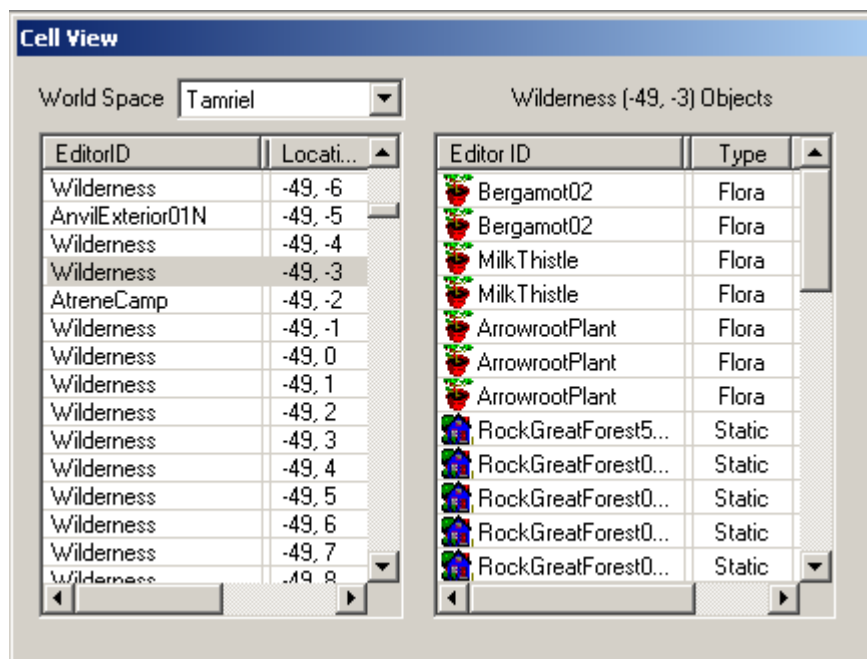 Cell View
World Space Tamriel
EditorID Locati...
Wilderness -49, -6
AnvilExterior01N -49, -5
Wilderness -49, -4
Wilderness -49, -3
AtreneCamp -49, -2
Wilderness -49, -1
Wilderness -49, 0
Wilderness -49, 1
Wilderness -49, 2
Wilderness -49, 3
Wilderness -49, 4
Wilderness -49, 5
Wilderness -49, 6
Wilderness -49, 7
Wilderness -49, 8
Wilderness (-49, -3) Objects
Editor ID Type
Bergamot02 Flora
Bergamot02 Flora
MilkThistle Flora
MilkThistle Flora
ArrowrootPlant Flora
ArrowrootPlant Flora
ArrowrootPlant Flora
RockGreatForest5... Static
RockGreatForest0... Static
RockGreatForest0... Static
RockGreatForest0... Static
RockGreatForest0... Static